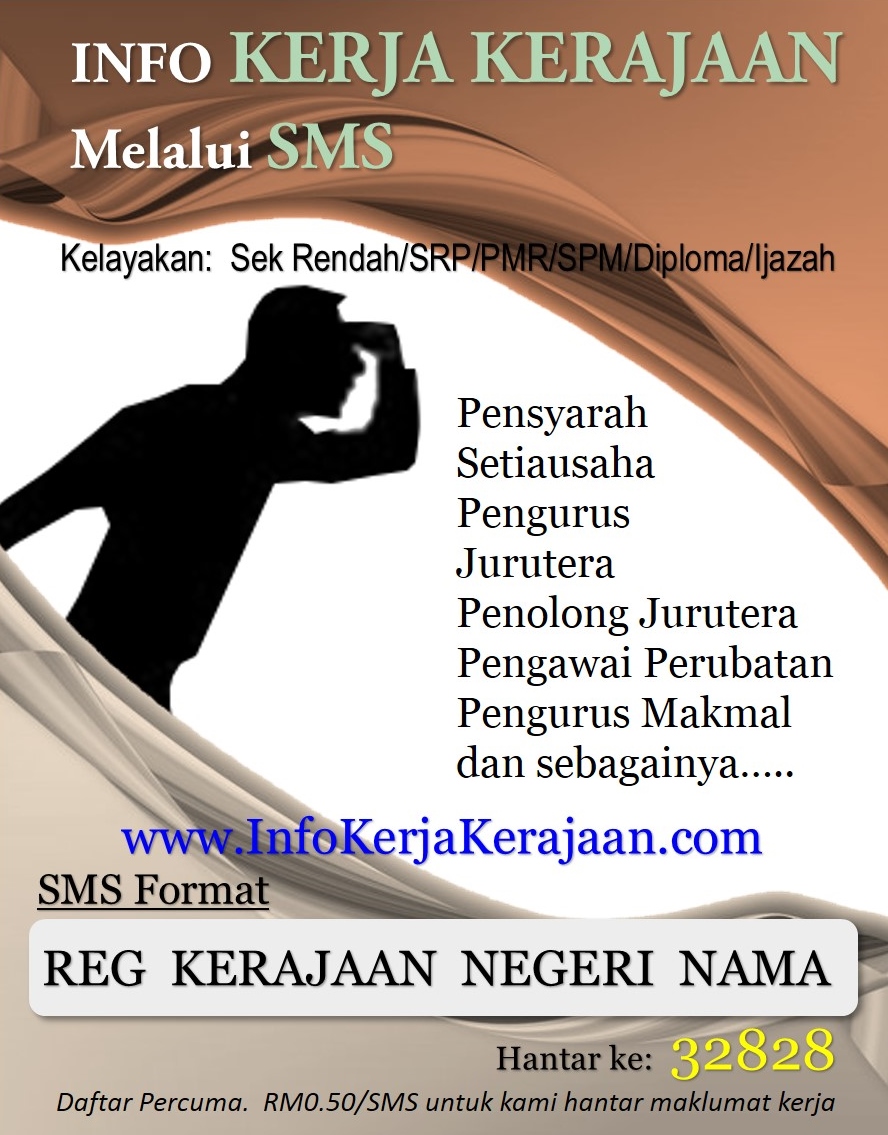 INFO KERJA KERAJAAN
Melalui SMS
Kelayakan: Sek Rendah/SRP/PMR/SPM/Diploma/Ijazah
Pensyarah
Setiausaha
Pengurus
Jurutera
Penolong Jurutera
Pengawai Perubatan
Pengurus Makmal
dan sebagainya.....
www.InfoKerjaKerajaan.com
SMS Format
REG KERAJAAN NEGERI NAMA
Hantar ke: 32828
Daftar Percuma. RM0.50/SMS untuk kami hantar maklumat kerja